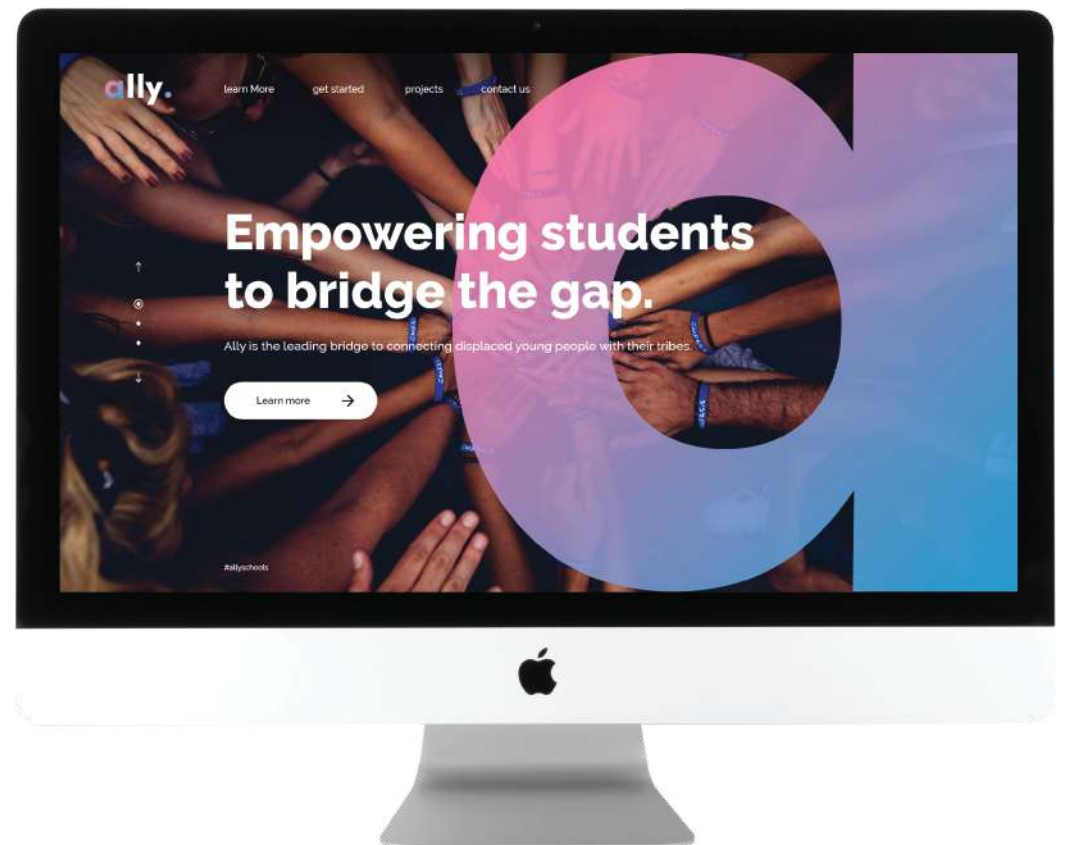 ally.
learn More get started projects contact us
Empowering students
to bridge the gap.
Ally is the leading bridge to connecting displaced young people with their tribes.
Learn more
#allyschools